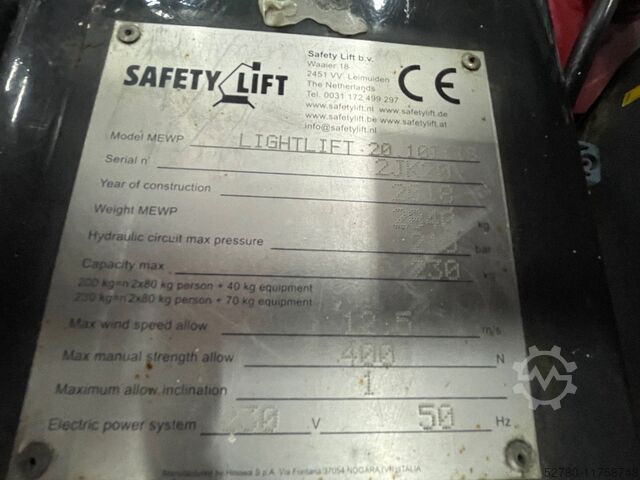 SAFETY LIFT
Safety Lift b.v.
Waaier 18
2451 VV Leimuiden
The Netherlands
Tel. 0031 172 499 297
www.safetylift.nl www.safetylift.de
www.safetylift.be www.safetylift.at
info@safetylift.nl
CE
Model MEWP LIGHTLIFT 20.10
Serial n°
Year of construction 2018
Weight MEWP kg
Hydraulic circuit max pressure bar
Capacity max 230 kg
200 kg=n 2x80 kg person + 40 kg equipment
230 kg=n 2x80 kg person + 70 kg equipment
Max wind speed allow 12.5 m/s
Max manual strength allow 400 N
Maximum allow inclination 1
Electric power system 230 V 50 Hz
Manufactured by Hinowa S.p.A. Via Fontana 37054 NOGARA (VR) ITALIA